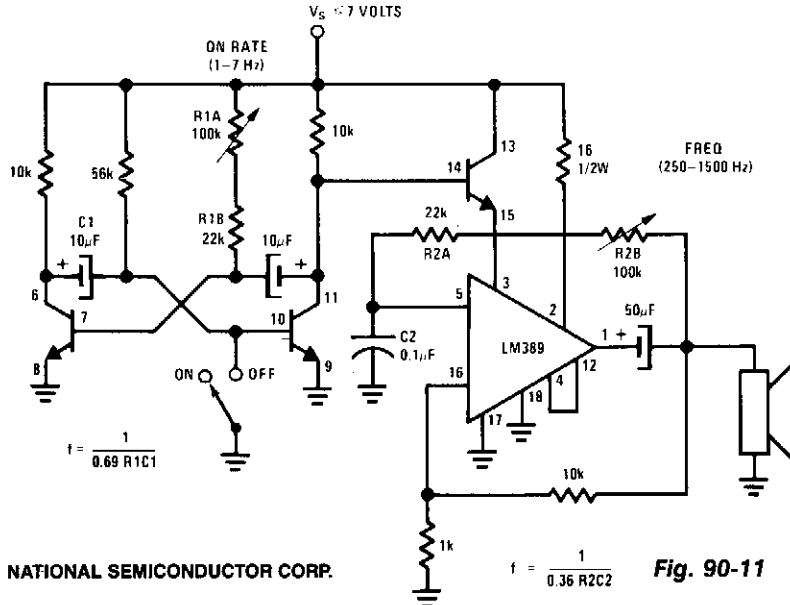 VS ≤ 7 VOLTS
ON RATE
(1–7 Hz)
R1A
100k
10k
13
16
1/2W
FREQ
(250–1500 Hz)
10k
56k
14
15
C1
10μF
R1B
22k
10μF
22k
R2A
R2B
100k
+
+
6
7
8
11
10
9
3
5
2
50μF
C2
0.1μF
LM389
1
+
12
4
16
18
17
ON
OFF
f = 1 / 0.69 R1C1
10k
1k
NATIONAL SEMICONDUCTOR CORP.
f = 1 / 0.36 R2C2
Fig. 90-11